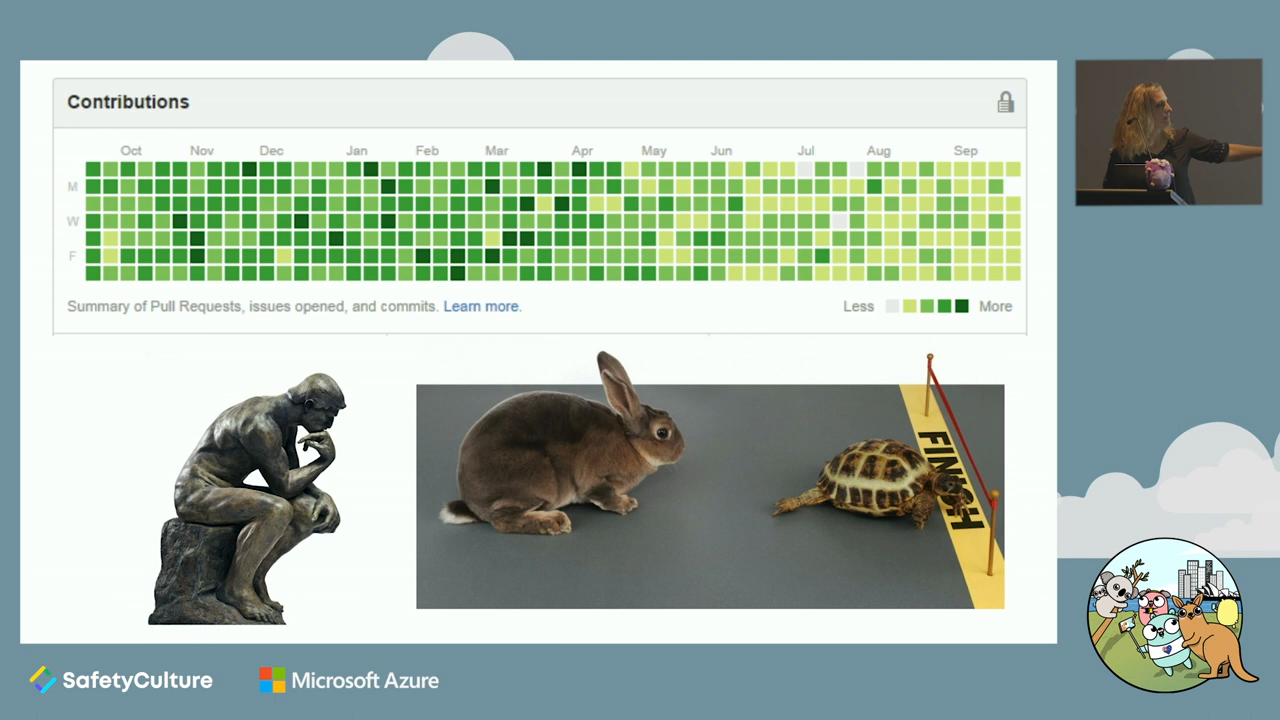 Contributions
Oct Nov Dec Jan Feb Mar Apr May Jun Jul Aug Sep
M
W
F
Summary of Pull Requests, issues opened, and commits. Learn more.
Less More
FINISH
SafetyCulture
Microsoft Azure